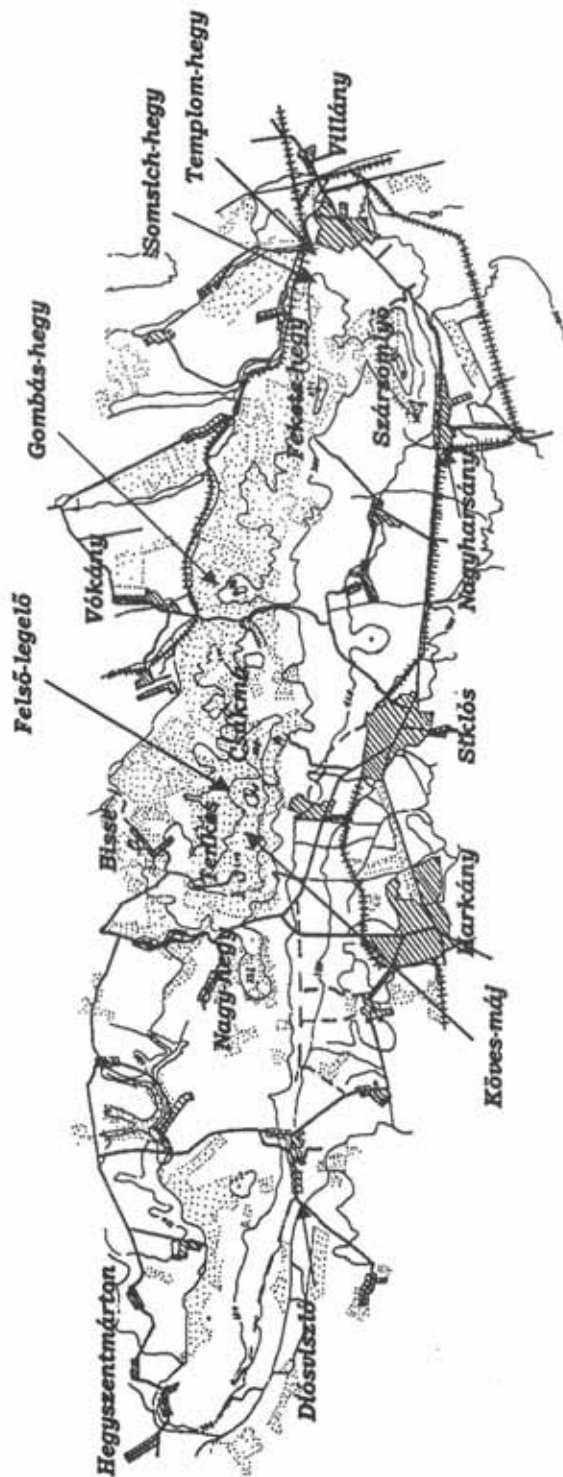 Felső-legelő
Gombás-hegy
Hegyszentmárton
Vókány
Bisse
Somsich-hegy
Templom-hegy
Tenkes
Nagy-hegy
Csukma
Fekete-hegy
Villány
Diósviszló
Szársomlyó
Harkány
Siklós
Nagyharsány
Köves-máj